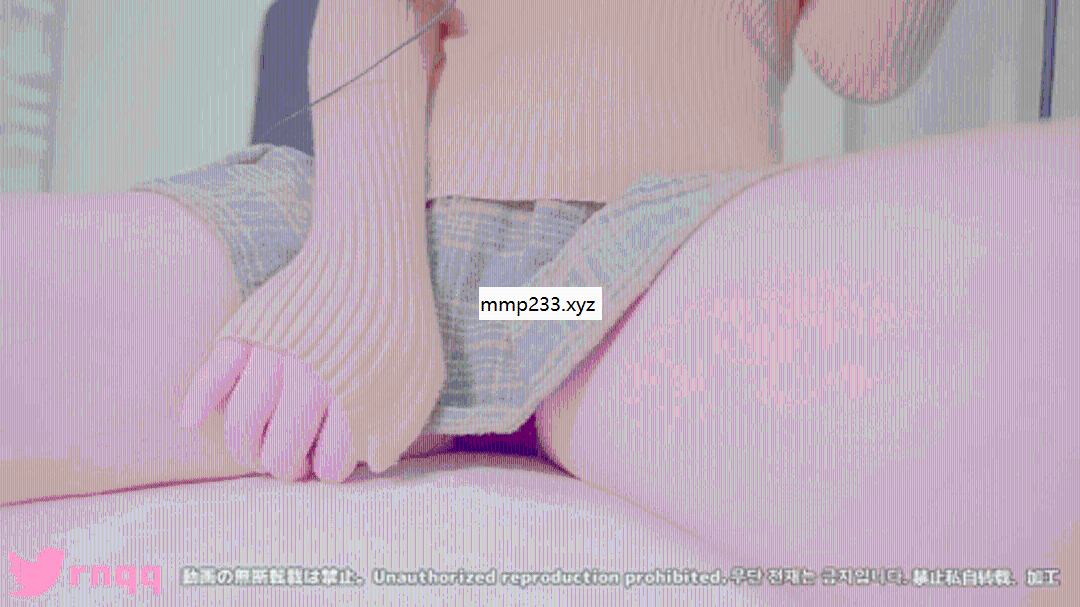 mmp233.xyz
rnqq
動画の無断転載は禁止。Unauthorized reproduction prohibited.무단 전재는 금지입니다. 禁止私自转载、加工